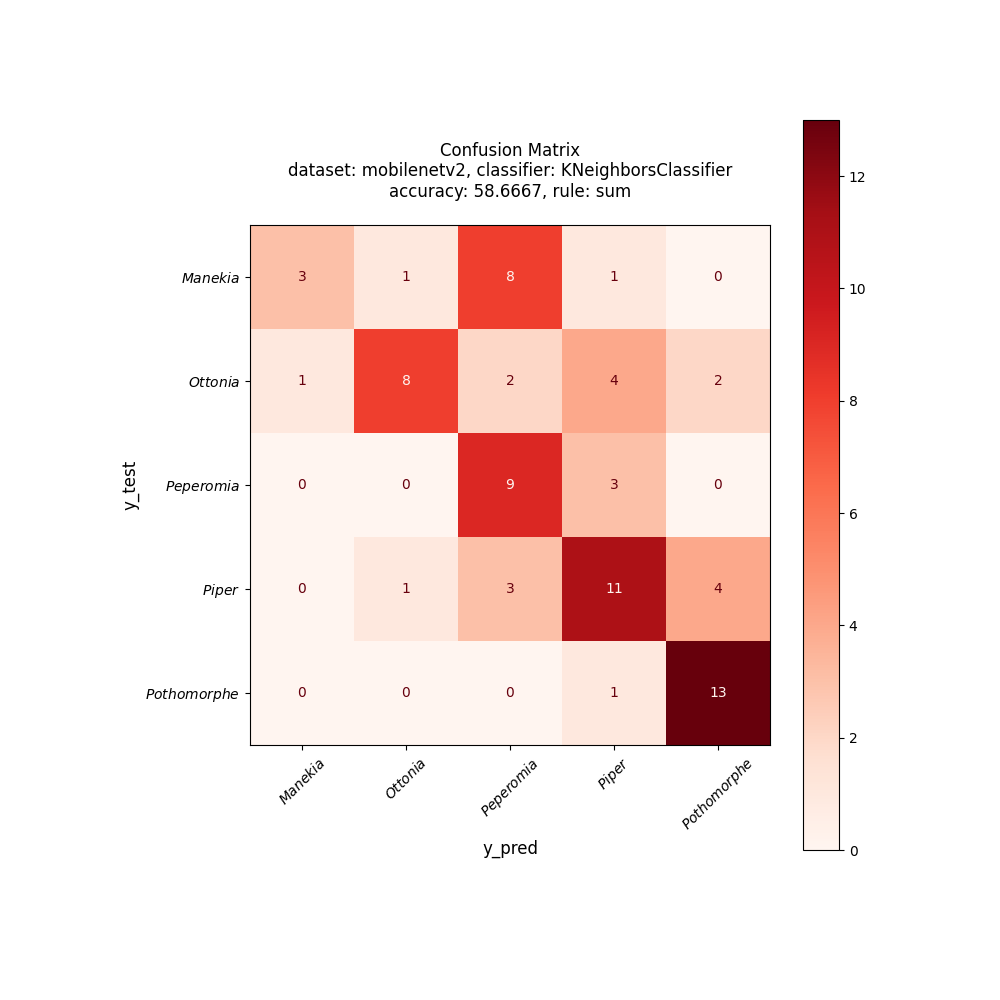 Confusion Matrix
dataset: mobilenetv2, classifier: KNeighborsClassifier
accuracy: 58.6667, rule: sum
y_test
Manekia 3 1 8 1 0
Ottonia 1 8 2 4 2
Peperomia 0 0 9 3 0
Piper 0 1 3 11 4
Pothomorphe 0 0 0 1 13
Manekia Ottonia Peperomia Piper Pothomorphe
y_pred
12
10
8
6
4
2
0